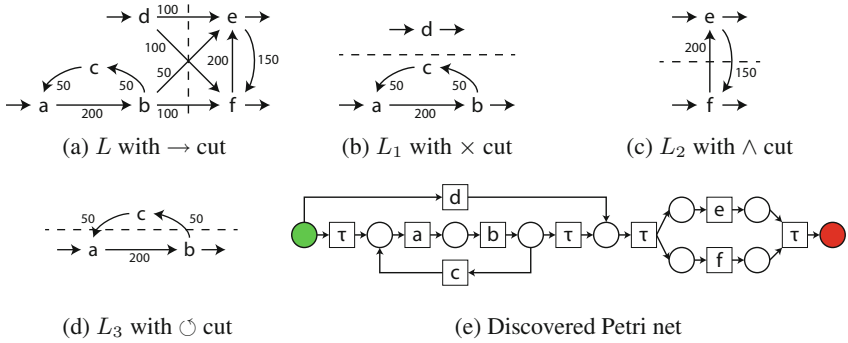 d 100 e
100
50
200
150
c
50 50
a 200 b 100 f
(a) L with → cut
d
c
50 50
a 200 b
(b) L₁ with × cut
e
200
150
f
(c) L₂ with ∧ cut
c
50 50
a 200 b
(d) L₃ with ↺ cut
d
τ a b τ τ e τ
c f
(e) Discovered Petri net